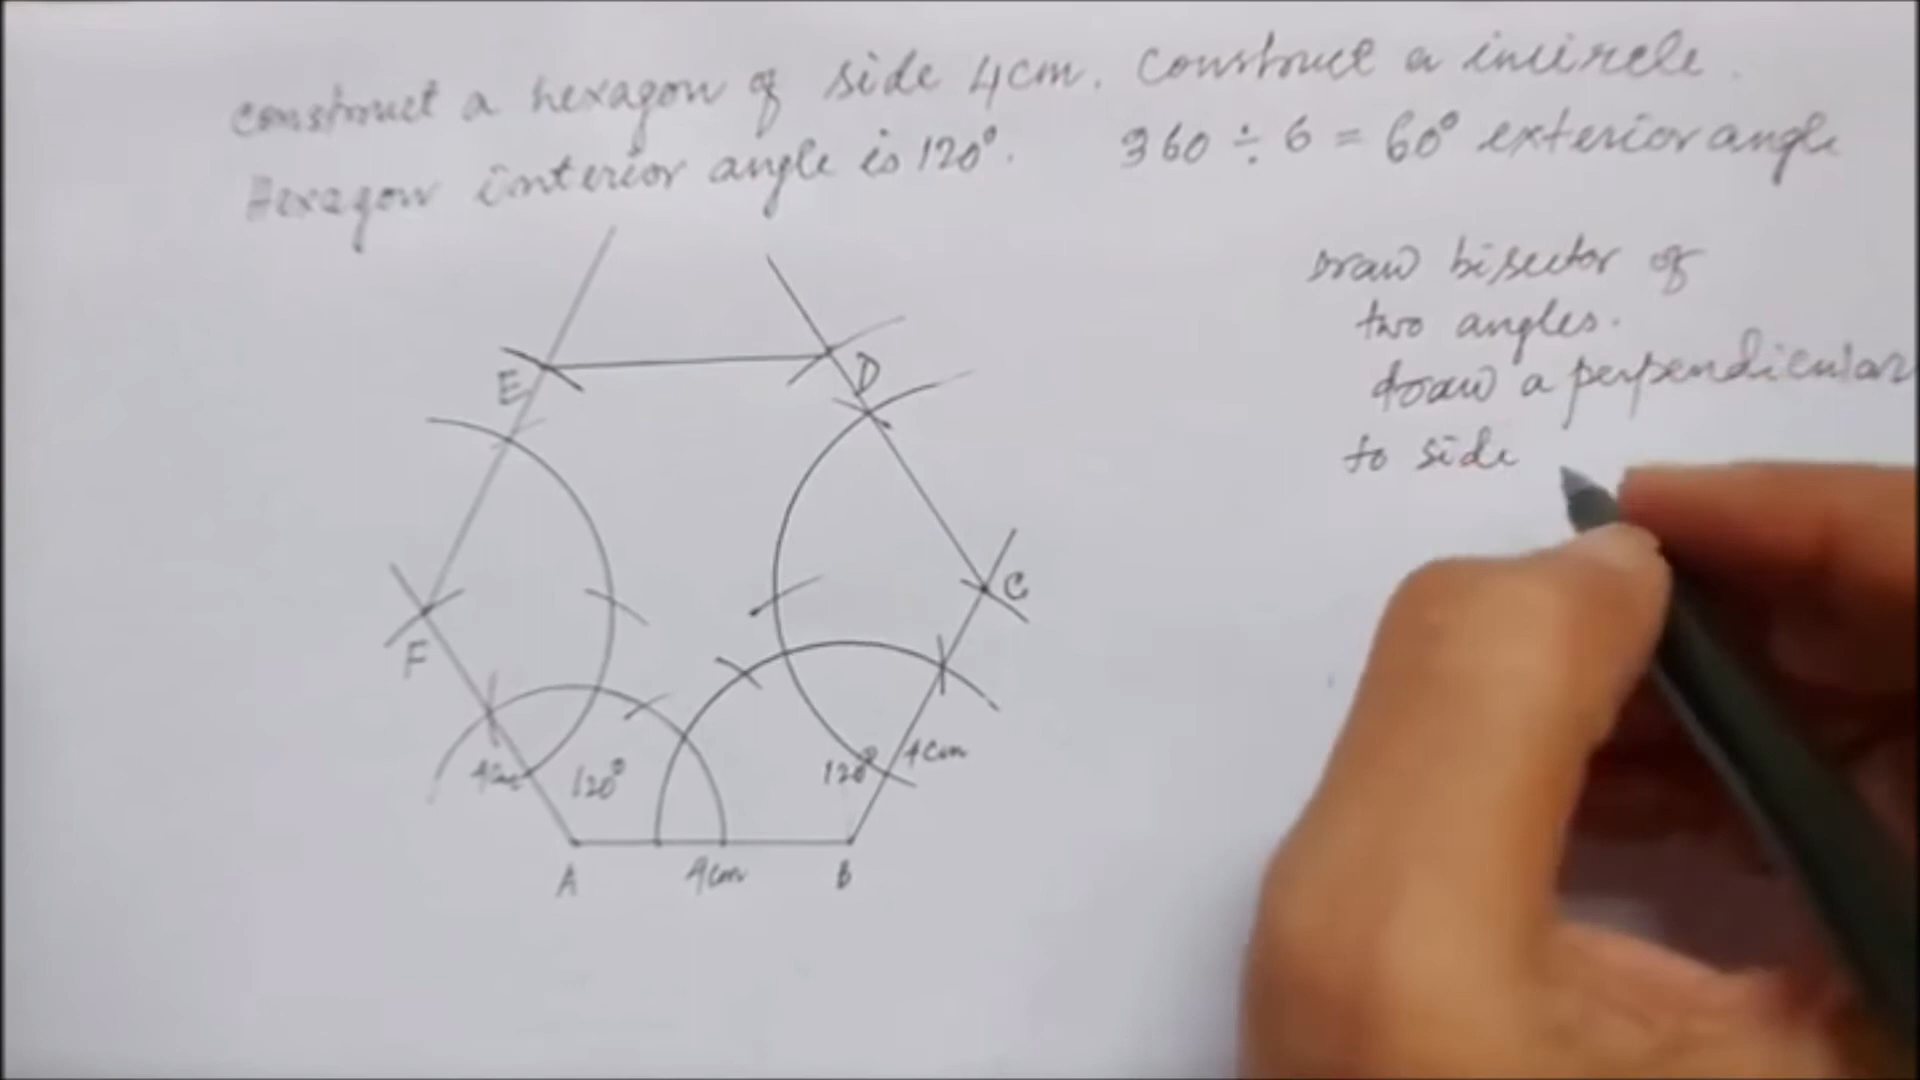 construct a hexagon of side 4cm. Construct a incircle.
Hexagon interior angle is 120°. 360 ÷ 6 = 60° exterior angle
Draw bisector of
two angles.
draw a perpendicular
to side
E
D
C
F
4cm
120°
120°
4cm
A
4cm
B